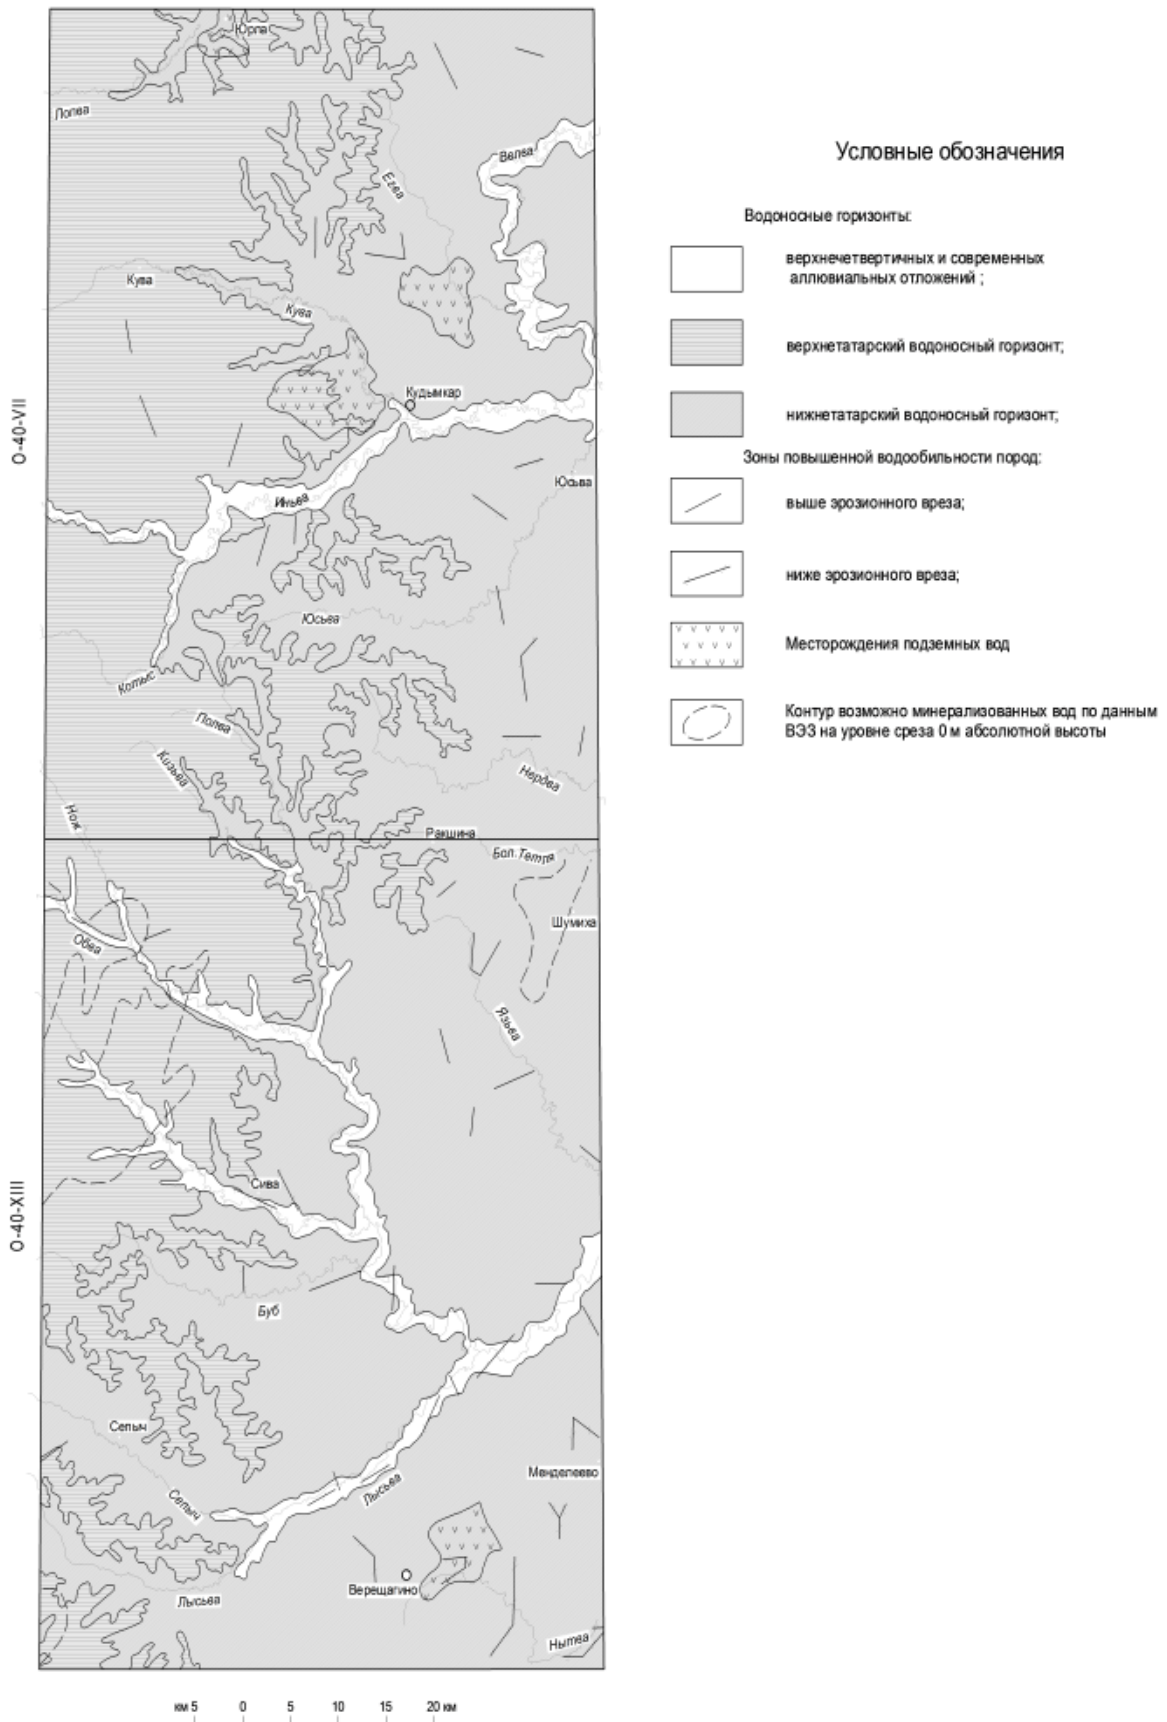 Юрла
Лопва
Велва
Егва
Кува
Кува
Кудымкар
О-40-VII
Юсьва
Иньва
Юсьва
Котыс
Полва
Кизьва
Нердва
Нож
Ракшина
Бол. Тетля
Шумиха
Обва
Язьва
О-40-XIII
Сива
Буб
Сепыч
Менделеево
Сепыч
Лысьва
Верещагино
Лысьва
Нытва
км 5 0 5 10 15 20 км
Условные обозначения
Водоносные горизонты:
верхнечетвертичных и современных
аллювиальных отложений ;
верхнетатарский водоносный горизонт;
нижнетатарский водоносный горизонт;
Зоны повышенной водообильности пород:
выше эрозионного вреза;
ниже эрозионного вреза;
Месторождения подземных вод
Контур возможно минерализованных вод по данным
ВЭЗ на уровне среза 0 м абсолютной высоты